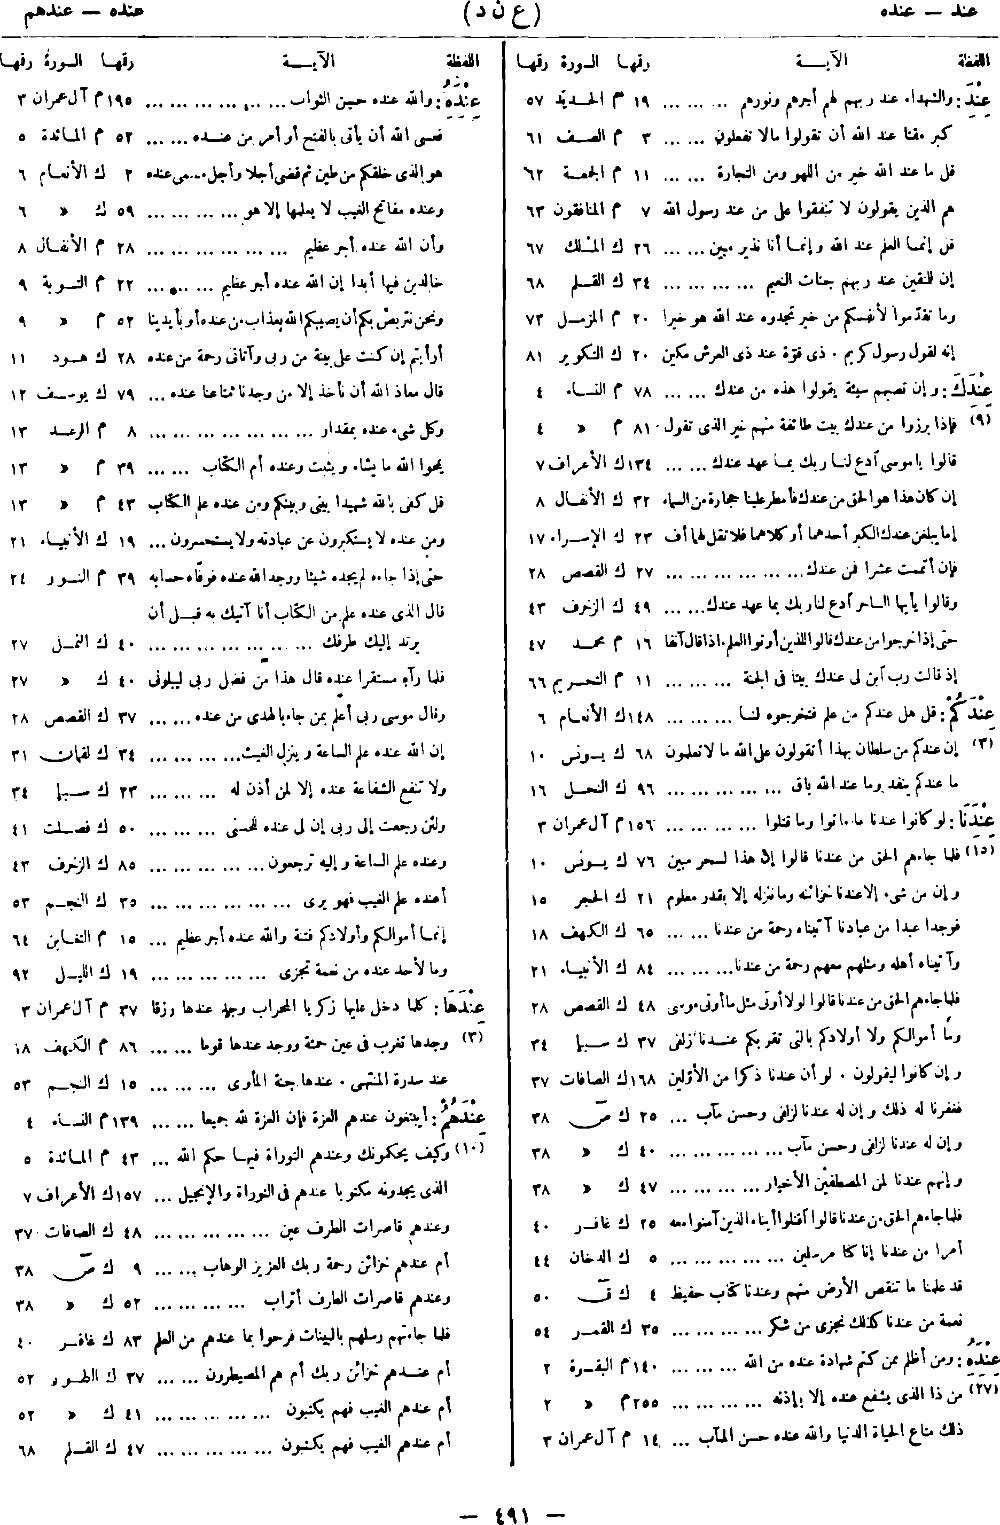 عند – عنده
(ع ن د)
عنده – عندهم
اللفظة الآيــة رقمها السورة رقمها
عِنْدَ: والشهداء عند ربهم لهم أجرهم ونورهم ... ... ١٩ م الحديد ٥٧
كبر مقتا عند الله أن تقولوا مالا تفعلون ... ... ٣ م الصف ٦١
قل ما عند الله خير من اللهو ومن التجارة ... ... ١١ م الجمعة ٦٢
هم الذين يقولون لا تنفقوا على من عند رسول الله ٧ م المنافقون ٦٣
قل إنما العلم عند الله وإنما أنا نذير مبين ... ... ٢٦ ك الملك ٦٧
إن للمتقين عند ربهم جنات النعيم ... ... ... ... ٣٤ ك القلم ٦٨
وما تقدموا لأنفسكم من خير تجدوه عند الله هو خيرا ٢٠ م المزمل ٧٣
إنه لقول رسول كريم . ذى قوّة عند ذى العرش مكين ٢٠ ك التكوير ٨١
عِنْدَكَ: وإن تصبهم سيئة يقولوا هذه من عندك ... ... ٧٨ م النساء ٤
(٩) فإذا برزوا من عندك بيت طائفة منهم غير الذى تقول ٨١ م » ٤
قالوا ياموسى آدع لنا ربك بما عهد عندك ... ... ١٣٤ ك الأعراف ٧
إن كان هذا هو الحق من عندك فأمطر علينا حجارة من السماء ٣٢ ك الأنفال ٨
إما يبلغن عندك الكبر أحدهما أو كلاهما فلا تقل لهما أف ٢٣ ك الإسراء ١٧
فإن أتممت عشرا فمن عندك ... ... ... ... ... ... ٢٧ ك القصص ٢٨
وقالوا يأيها الساحر آدع لنا ربك بما عهد عندك ... ... ٤٩ ك الزخرف ٤٣
حتى إذا خرجوا من عندك قالوا للذين أوتوا العلم ماذا قال آنفا ١٦ م محمد ٤٧
إذ قالت رب آبن لى عندك بيتا فى الجنة ... ... ... ١١ م التحريم ٦٦
عِنْدَكُمْ: قل هل عندكم من علم فتخرجوه لنا ... ... ... ١٤٨ ك الأنعام ٦
(٣) إن عندكم من سلطان بهذا أتقولون على الله ما لا تعلمون ٦٨ ك يونس ١٠
ما عندكم ينفد وما عند الله باق ... ... ... ... ... ٩٦ ك النحل ١٦
عِنْدَنَا: لو كانوا عندنا ما ماتوا وما قتلوا ... ... ... ... ١٥٦ م آل عمران ٣
(١٥) فلما جاءهم الحق من عندنا قالوا إن هذا لسحر مبين ٧٦ ك يونس ١٠
وإن من شىء إلا عندنا خزائنه وما ننزله إلا بقدر معلوم ٢١ ك الحجر ١٥
فوجدا عبدا من عبادنا آتيناه رحمة من عندنا ... ... ٦٥ ك الكهف ١٨
وآتيناه أهله ومثلهم معهم رحمة من عندنا ... ... ... ٨٤ ك الأنبياء ٢١
فلما جاءهم الحق من عندنا قالوا لولا أوتى مثل ما أوتى موسى ٤٨ ك القصص ٢٨
وما أموالكم ولا أولادكم بالتى تقربكم عندنا زلفى ٣٧ ك سبإ ٣٤
وإن كانوا ليقولون . لو أن عندنا ذكرا من الأوّلين ١٦٨ ك الصافات ٣٧
فغفرنا له ذلك وإن له عندنا لزلفى وحسن مآب ... ٢٥ ك صۤ ٣٨
وإن له عندنا لزلفى وحسن مآب ... ... ... ... ... ٤٠ ك » ٣٨
وإنهم عندنا لمن المصطفَيْن الأخيار ... ... ... ... ٤٧ ك » ٣٨
فلما جاءهم الحق من عندنا قالوا آقتلوا أبناء الذين آمنوا معه ٢٥ ك غافر ٤٠
أمرا من عندنا إنا كنا مرسلين ... ... ... ... ... ٥ ك الدخان ٤٤
قد علمنا ما تنقص الأرض منهم وعندنا كتاب حفيظ ٤ ك قۤ ٥٠
نعمة من عندنا كذلك نجزى من شكر ... ... ... ... ٣٥ ك القمر ٥٤
عِنْدَهُ: ومن أظلم ممن كتم شهادة عنده من الله ... ... ... ١٤٠ م البقرة ٢
(٢٧) من ذا الذى يشفع عنده إلا بإذنه ... ... ... ... ٢٥٥ م » ٢
ذلك متاع الحياة الدنيا والله عنده حسن المآب ... ١٤ م آل عمران ٣
اللفظة الآيــة رقمها السورة رقمها
عِنْدَهُ: والله عنده حسن الثواب ... ... ... ... ... ... ١٩٥ م آل عمران ٣
فعسى الله أن يأتى بالفتح أو أمر من عنده ... ... ٥٢ م المائدة ٥
هو الذى خلقكم من طين ثم قضى أجلا وأجل مسمى عنده ٢ ك الأنعام ٦
وعنده مفاتح الغيب لا يعلمها إلا هو ... ... ... ... ٥٩ ك » ٦
وأن الله عنده أجر عظيم ... ... ... ... ... ... ٢٨ م الأنفال ٨
خالدين فيها أبدا إن الله عنده أجر عظيم ... ... ... ٢٢ م التوبة ٩
ونحن نتربص بكم أن يصيبكم الله بعذاب من عنده أو بأيدينا ٥٢ م » ٩
أرأيتم إن كنت على بينة من ربى وآتانى رحمة من عنده ٢٨ ك هود ١١
قال معاذ الله أن نأخذ إلا من وجدنا متاعنا عنده ... ٧٩ ك يوسف ١٢
وكل شىء عنده بمقدار ... ... ... ... ... ... ... ٨ م الرعد ١٣
يمحوا الله ما يشاء ويثبت وعنده أم الكتاب ... ... ٣٩ م » ١٣
قل كفى بالله شهيدا بينى وبينكم ومن عنده علم الكتاب ٤٣ م » ١٣
ومن عنده لا يستكبرون عن عبادته ولا يستحسرون ... ١٩ ك الأنبياء ٢١
حتى إذا جاءه لم يجده شيئا ووجد الله عنده فوفّاه حسابه ٣٩ م النور ٢٤
قال الذى عنده علم من الكتاب أنا آتيك به قبل أن
يرتد إليك طرفك ... ... ... ... ... ... ... ٤٠ ك النمل ٢٧
فلما رآه مستقرا عنده قال هذا من فضل ربى ليبلونى ٤٠ ك » ٢٧
وقال موسى ربى أعلم بمن جاء بالهدى من عنده ... ... ٣٧ ك القصص ٢٨
إن الله عنده علم الساعة وينزل الغيث ... ... ... ... ٣٤ ك لقمان ٣١
ولا تنفع الشفاعة عنده إلا لمن أذن له ... ... ... ٢٣ ك سبإ ٣٤
ولئن رجعت إلى ربى إن لى عنده للحسنى ... ... ... ٥٠ ك فصلت ٤١
وعنده علم الساعة وإليه ترجعون ... ... ... ... ... ٨٥ ك الزخرف ٤٣
أعنده علم الغيب فهو يرى ... ... ... ... ... ... ٣٥ ك النجم ٥٣
إنما أموالكم وأولادكم فتنة والله عنده أجر عظيم ... ١٥ م التغابن ٦٤
وما لأحد عنده من نعمة تجزى ... ... ... ... ... ١٩ ك الليل ٩٢
عِنْدَهَا: كلما دخل عليها زكريا المحراب وجد عندها رزقا ٣٧ م آل عمران ٣
(٣) وجدها تغرب فى عين حمئة ووجد عندها قوما ... ... ٨٦ م الكهف ١٨
عند سدرة المنتهى . عندها جنة المأوى ... ... ... ١٥ ك النجم ٥٣
عِنْدَهُمُ: أيبتغون عندهم العزة فإن العزة لله جميعا ... ... ١٣٩ م النساء ٤
(١٠) وكيف يحكمونك وعندهم التوراة فيها حكم الله ... ٤٣ م المائدة ٥
الذى يجدونه مكتوبا عندهم فى التوراة والإنجيل ... ١٥٧ ك الأعراف ٧
وعندهم قاصرات الطرف عين ... ... ... ... ... ٤٨ ك الصافات ٣٧
أم عندهم خزائن رحمة ربك العزيز الوهاب ... ... ٩ ك صۤ ٣٨
وعندهم قاصرات الطرف أتراب ... ... ... ... ... ٥٢ ك » ٣٨
فلما جاءتهم رسلهم بالبينات فرحوا بما عندهم من العلم ٨٣ ك غافر ٤٠
أم عندهم خزائن ربك أم هم المصيطرون ... ... ... ٣٧ ك الطور ٥٢
أم عندهم الغيب فهم يكتبون ... ... ... ... ... ... ٤١ ك » ٥٢
أم عندهم الغيب فهم يكتبون ... ... ... ... ... ... ٤٧ ك القلم ٦٨
– ٤٩١ –